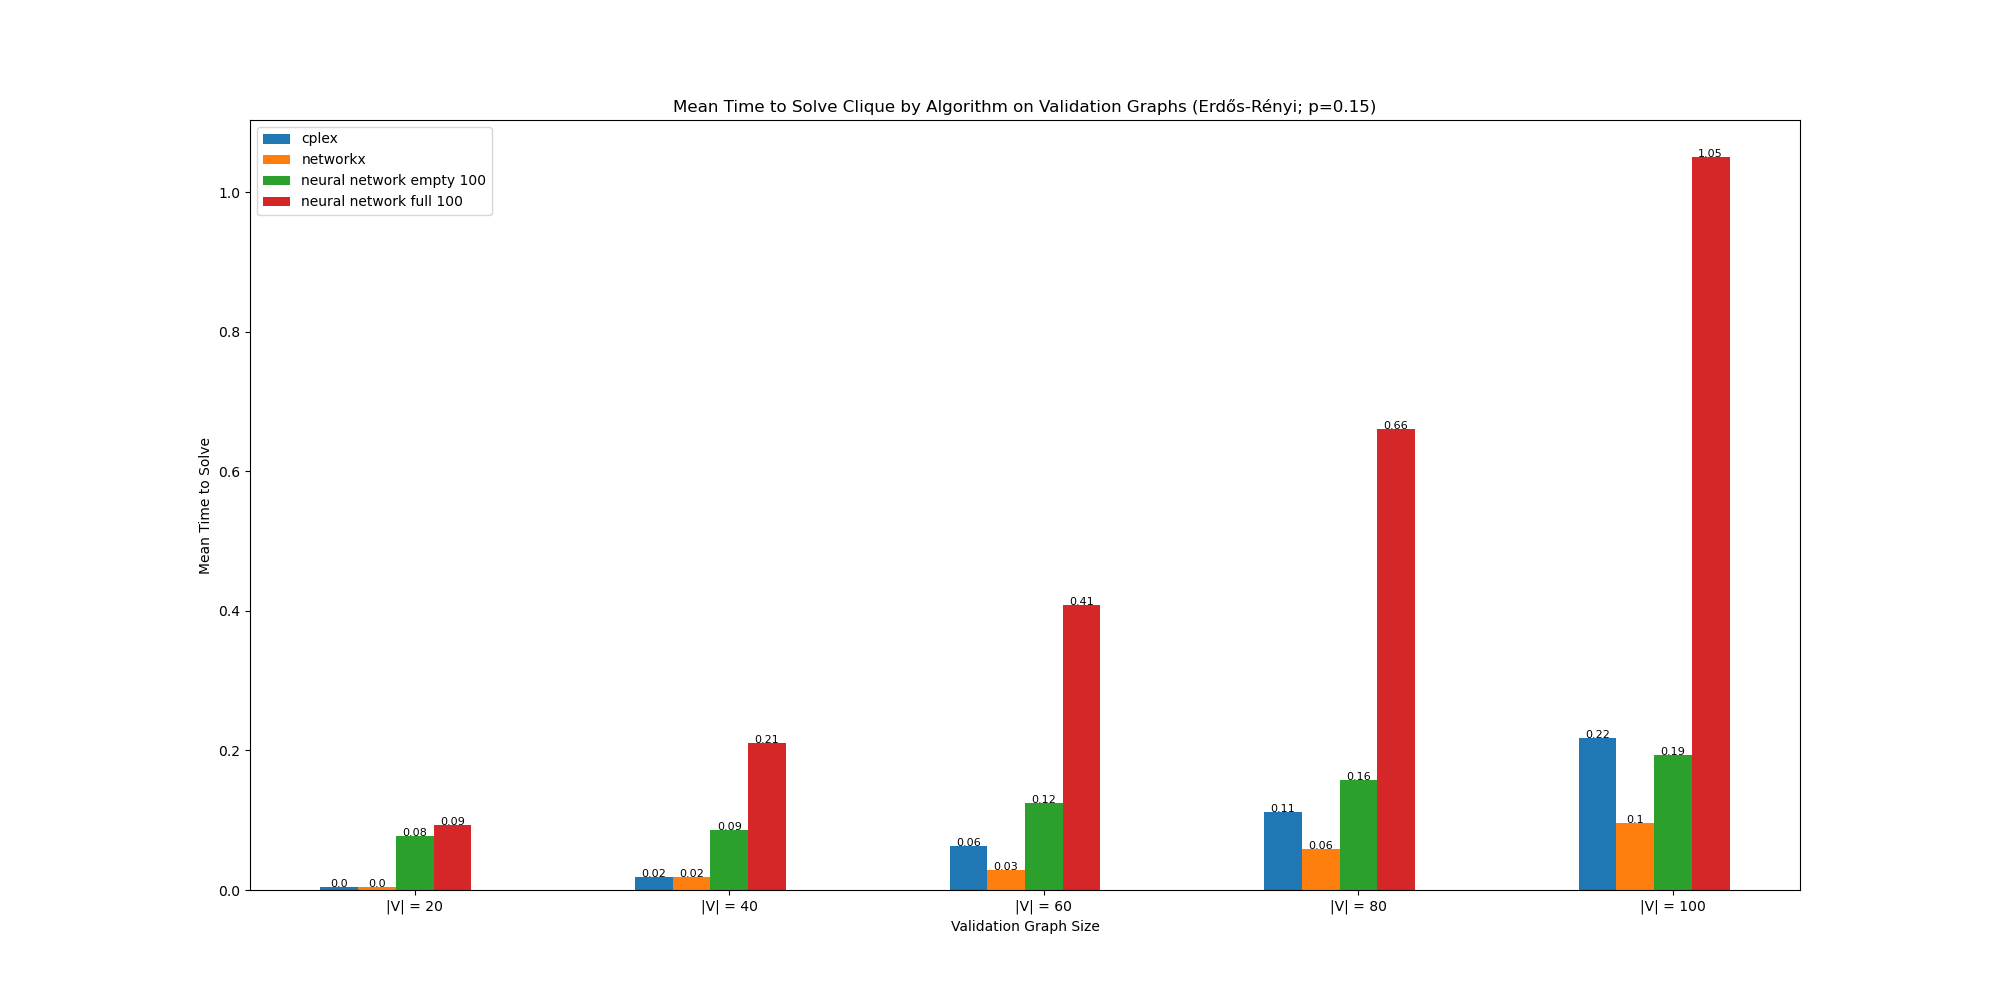 Mean Time to Solve Clique by Algorithm on Validation Graphs (Erdős-Rényi; p=0.15)
cplex
networkx
neural network empty 100
neural network full 100
Mean Time to Solve
1.0
0.8
0.6
0.4
0.2
0.0
0.0 0.0 0.08 0.09
0.02 0.02 0.09 0.21
0.06 0.03 0.12 0.41
0.11 0.06 0.16 0.66
0.22 0.1 0.19 1.05
|V| = 20 |V| = 40 |V| = 60 |V| = 80 |V| = 100
Validation Graph Size